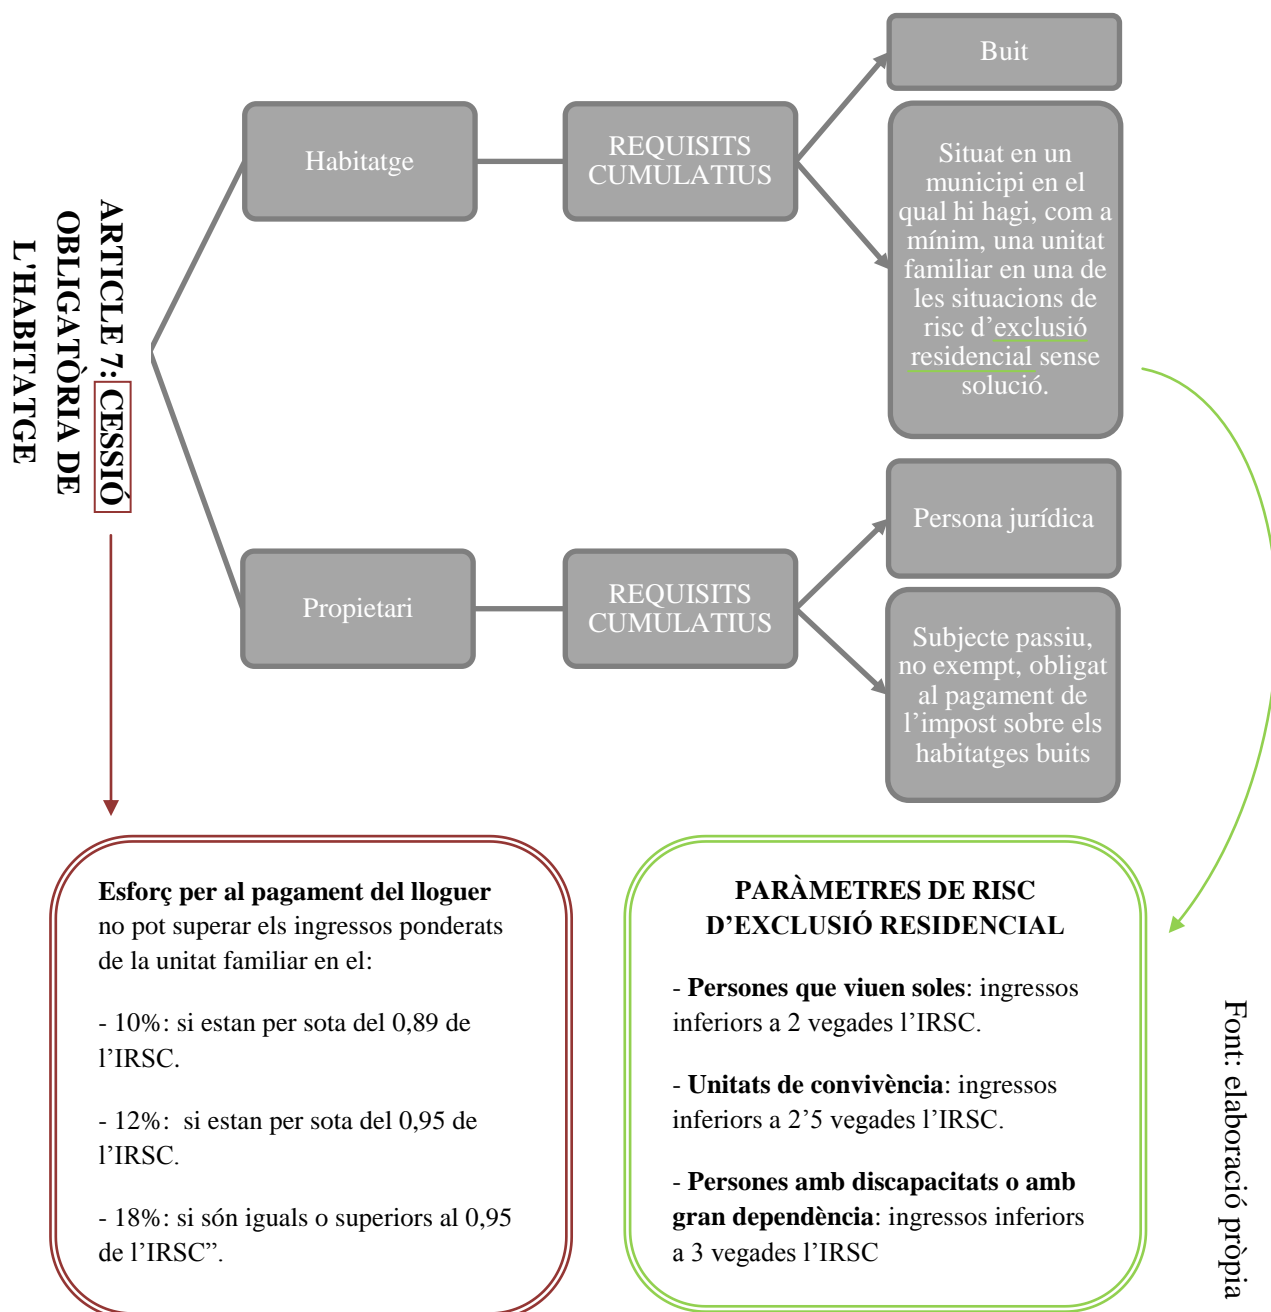 ARTICLE 7: CESSIÓ
OBLIGATÒRIA DE
L'HABITATGE
Habitatge
REQUISITS
CUMULATIUS
Buit
Situat en un
municipi en el
qual hi hagi, com a
mínim, una unitat
familiar en una de
les situacions de
risc d’exclusió
residencial sense
solució.
Propietari
REQUISITS
CUMULATIUS
Persona jurídica
Subjecte passiu,
no exempt, obligat
al pagament de
l’impost sobre els
habitatges buits
Esforç per al pagament del lloguer
no pot superar els ingressos ponderats
de la unitat familiar en el:
- 10%: si estan per sota del 0,89 de
l’IRSC.
- 12%: si estan per sota del 0,95 de
l’IRSC.
- 18%: si són iguals o superiors al 0,95
de l’IRSC”.
PARÀMETRES DE RISC
D’EXCLUSIÓ RESIDENCIAL
- Persones que viuen soles: ingressos
inferiors a 2 vegades l’IRSC.
- Unitats de convivència: ingressos
inferiors a 2’5 vegades l’IRSC.
- Persones amb discapacitats o amb
gran dependència: ingressos inferiors
a 3 vegades l’IRSC
Font: elaboració pròpia